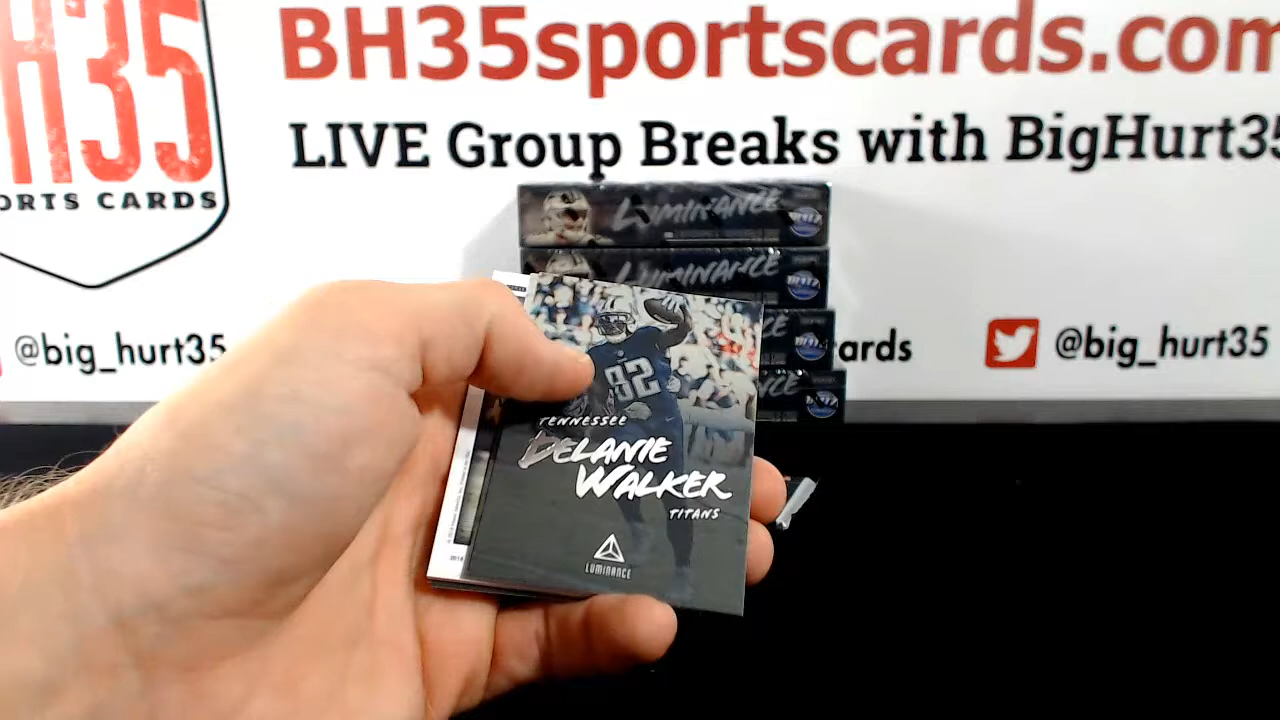 H35
ORTS CARDS
BH35sportscards.com
LIVE Group Breaks with BigHurt35
@big_hurt35
ards
@big_hurt35
LUMINANCE
LUMINANCE
82
TENNESSEE
DELANIE
WALKER
TITANS
LUMINANCE